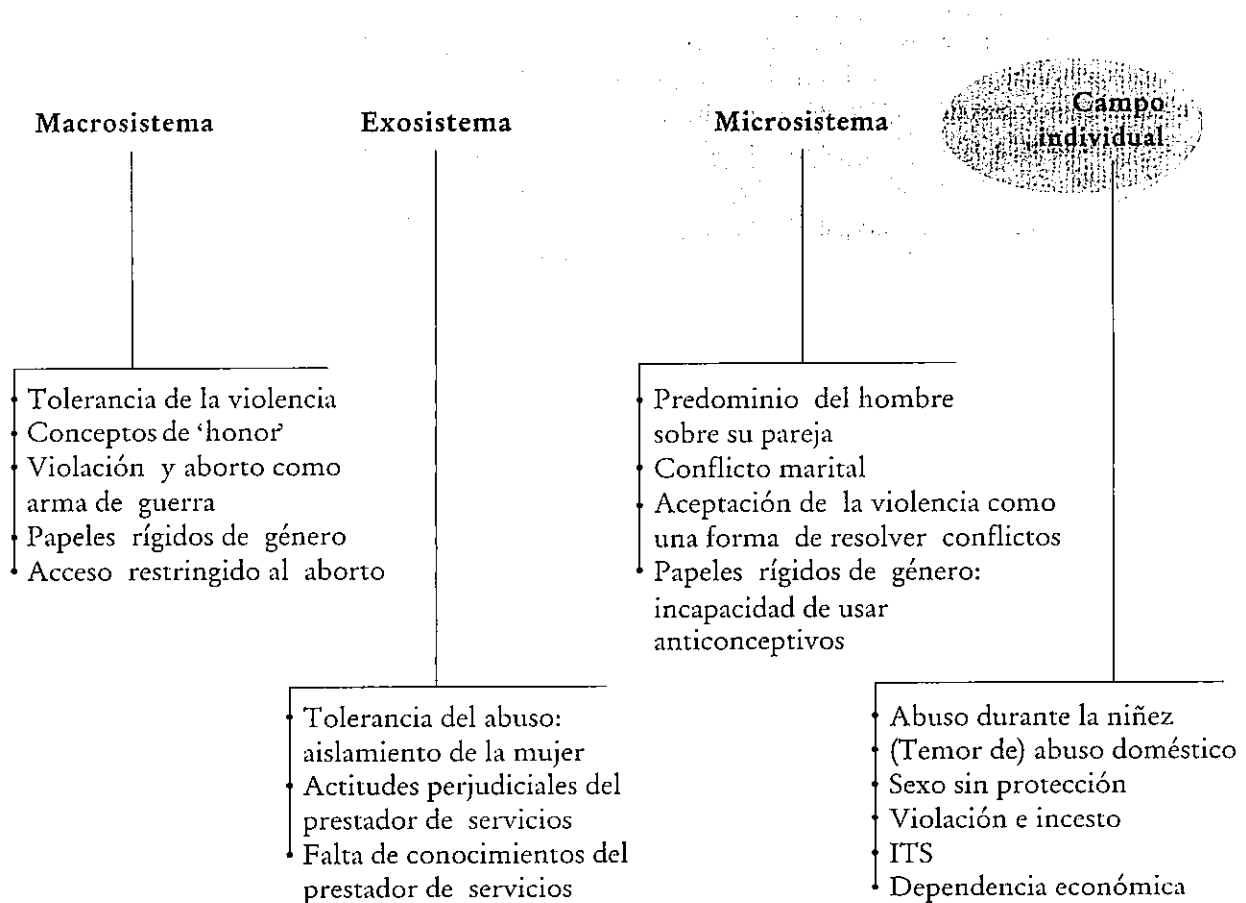 Macrosistema
Exosistema
Microsistema
Campo
individual
Tolerancia de la violencia
Conceptos de ‘honor’
Violación y aborto como
arma de guerra
Papeles rígidos de género
Acceso restringido al aborto
Tolerancia del abuso:
aislamiento de la mujer
Actitudes perjudiciales del
prestador de servicios
Falta de conocimientos del
prestador de servicios
Predominio del hombre
sobre su pareja
Conflicto marital
Aceptación de la violencia como
una forma de resolver conflictos
Papeles rígidos de género:
incapacidad de usar
anticonceptivos
Abuso durante la niñez
(Temor de) abuso doméstico
Sexo sin protección
Violación e incesto
ITS
Dependencia económica